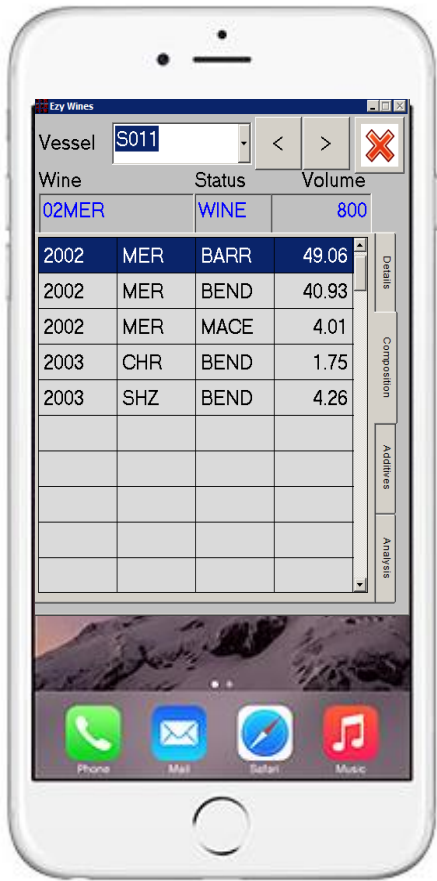 Ezy Wines
Vessel S011 < >
Wine Status Volume
02MER WINE 800
2002 MER BARR 49.06
2002 MER BEND 40.93
2002 MER MACE 4.01
2003 CHR BEND 1.75
2003 SHZ BEND 4.26
Details
Composition
Additives
Analysis
Phone Mail Safari Music